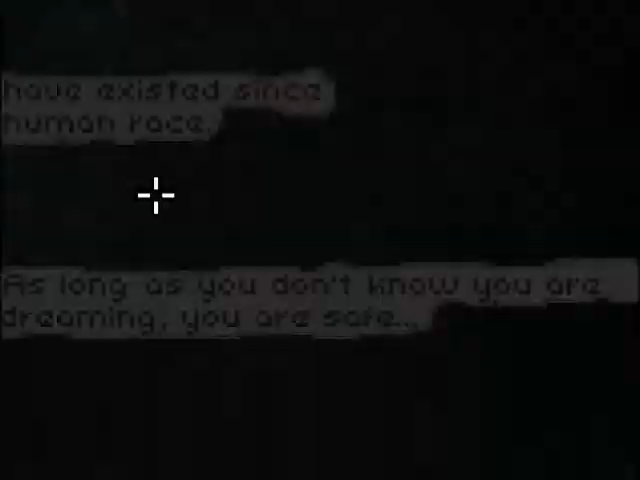 have existed since
human race.
As long as you don't know you are
dreaming, you are safe...